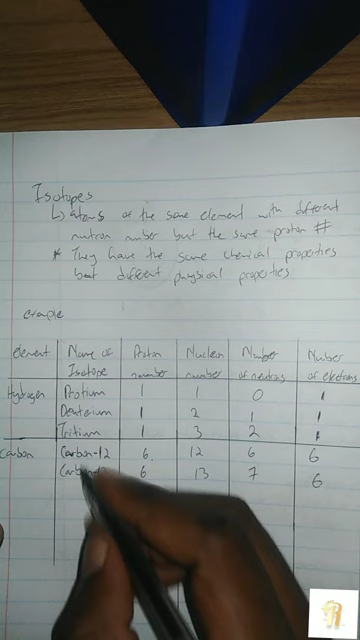 Isotopes
↳ atoms of the same element with different
nutron number but the same proton #
* They have the same chemical properties
but different physical properties
example
element Name of Isotope Proton number Nucleon number Number of neutrons Number of electrons
Hydrogen Protium 1 1 0 1
Deuterium 1 2 1 1
Tritium 1 3 2 1
Carbon Carbon-12 6 12 6 6
6 13 7 6